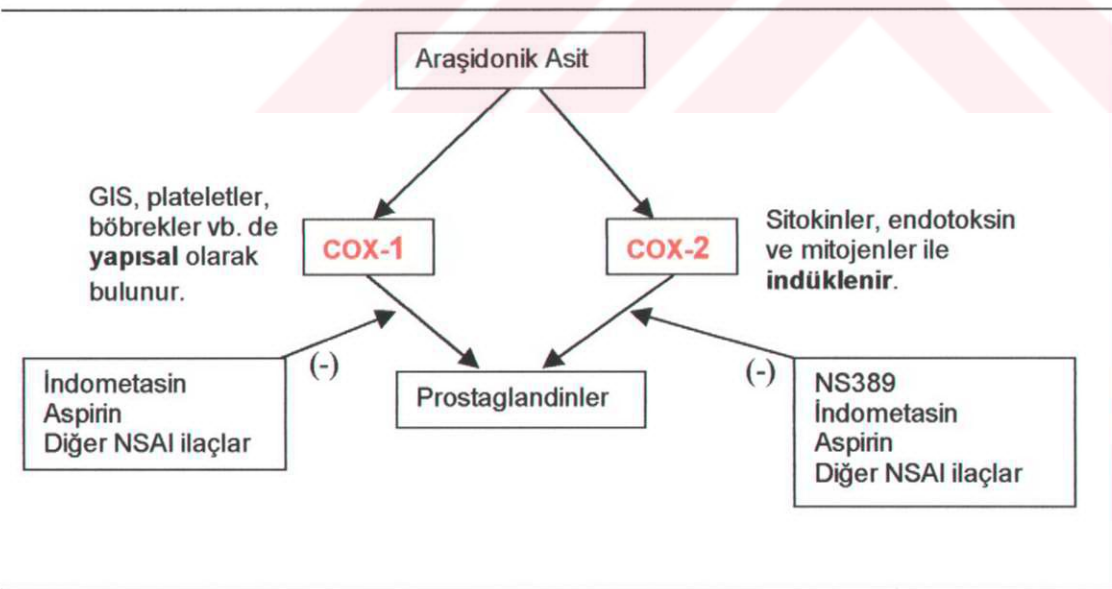 Araşidonik Asit
GIS, plateletler,
böbrekler vb. de
yapısal olarak
bulunur.
COX-1
COX-2
Sitokinler, endotoksin
ve mitojenler ile
indüklenir.
(-)
(-)
İndometasin
Aspirin
Diğer NSAI ilaçlar
Prostaglandinler
NS389
İndometasin
Aspirin
Diğer NSAI ilaçlar